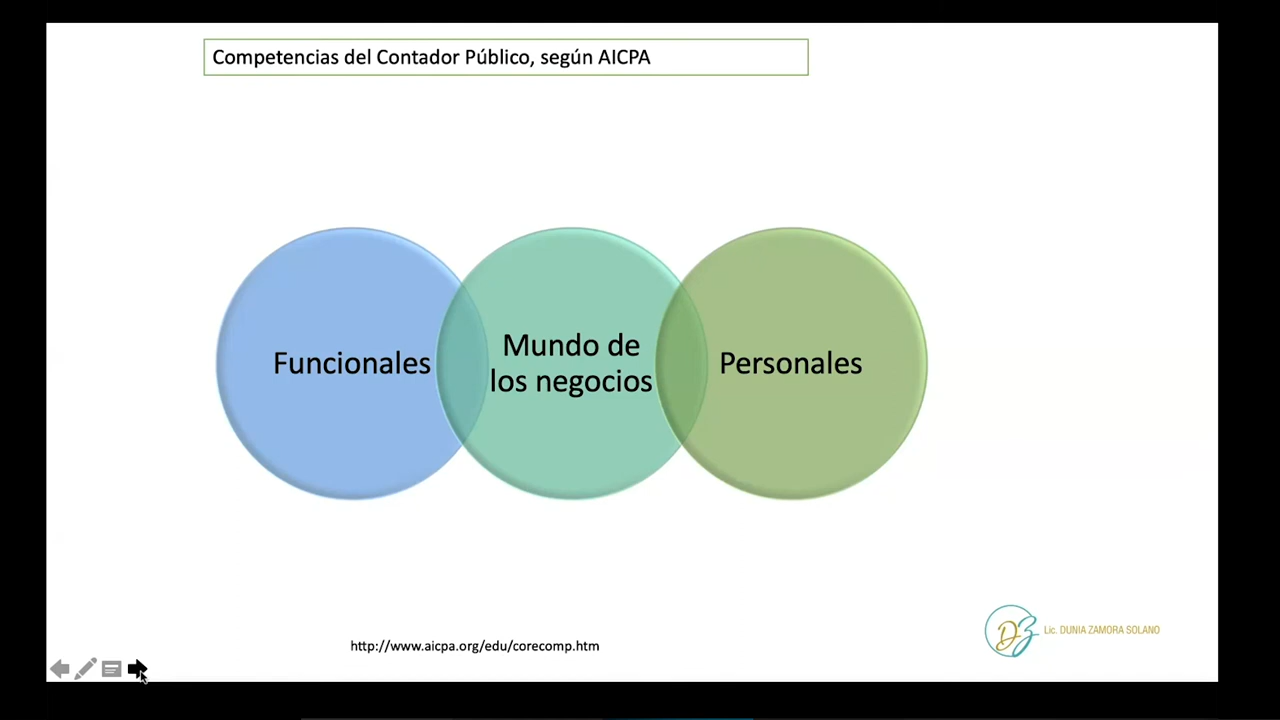 Competencias del Contador Público, según AICPA
Funcionales
Mundo de
los negocios
Personales
http://www.aicpa.org/edu/corecomp.htm
DZ
Lic. DUNIA ZAMORA SOLANO